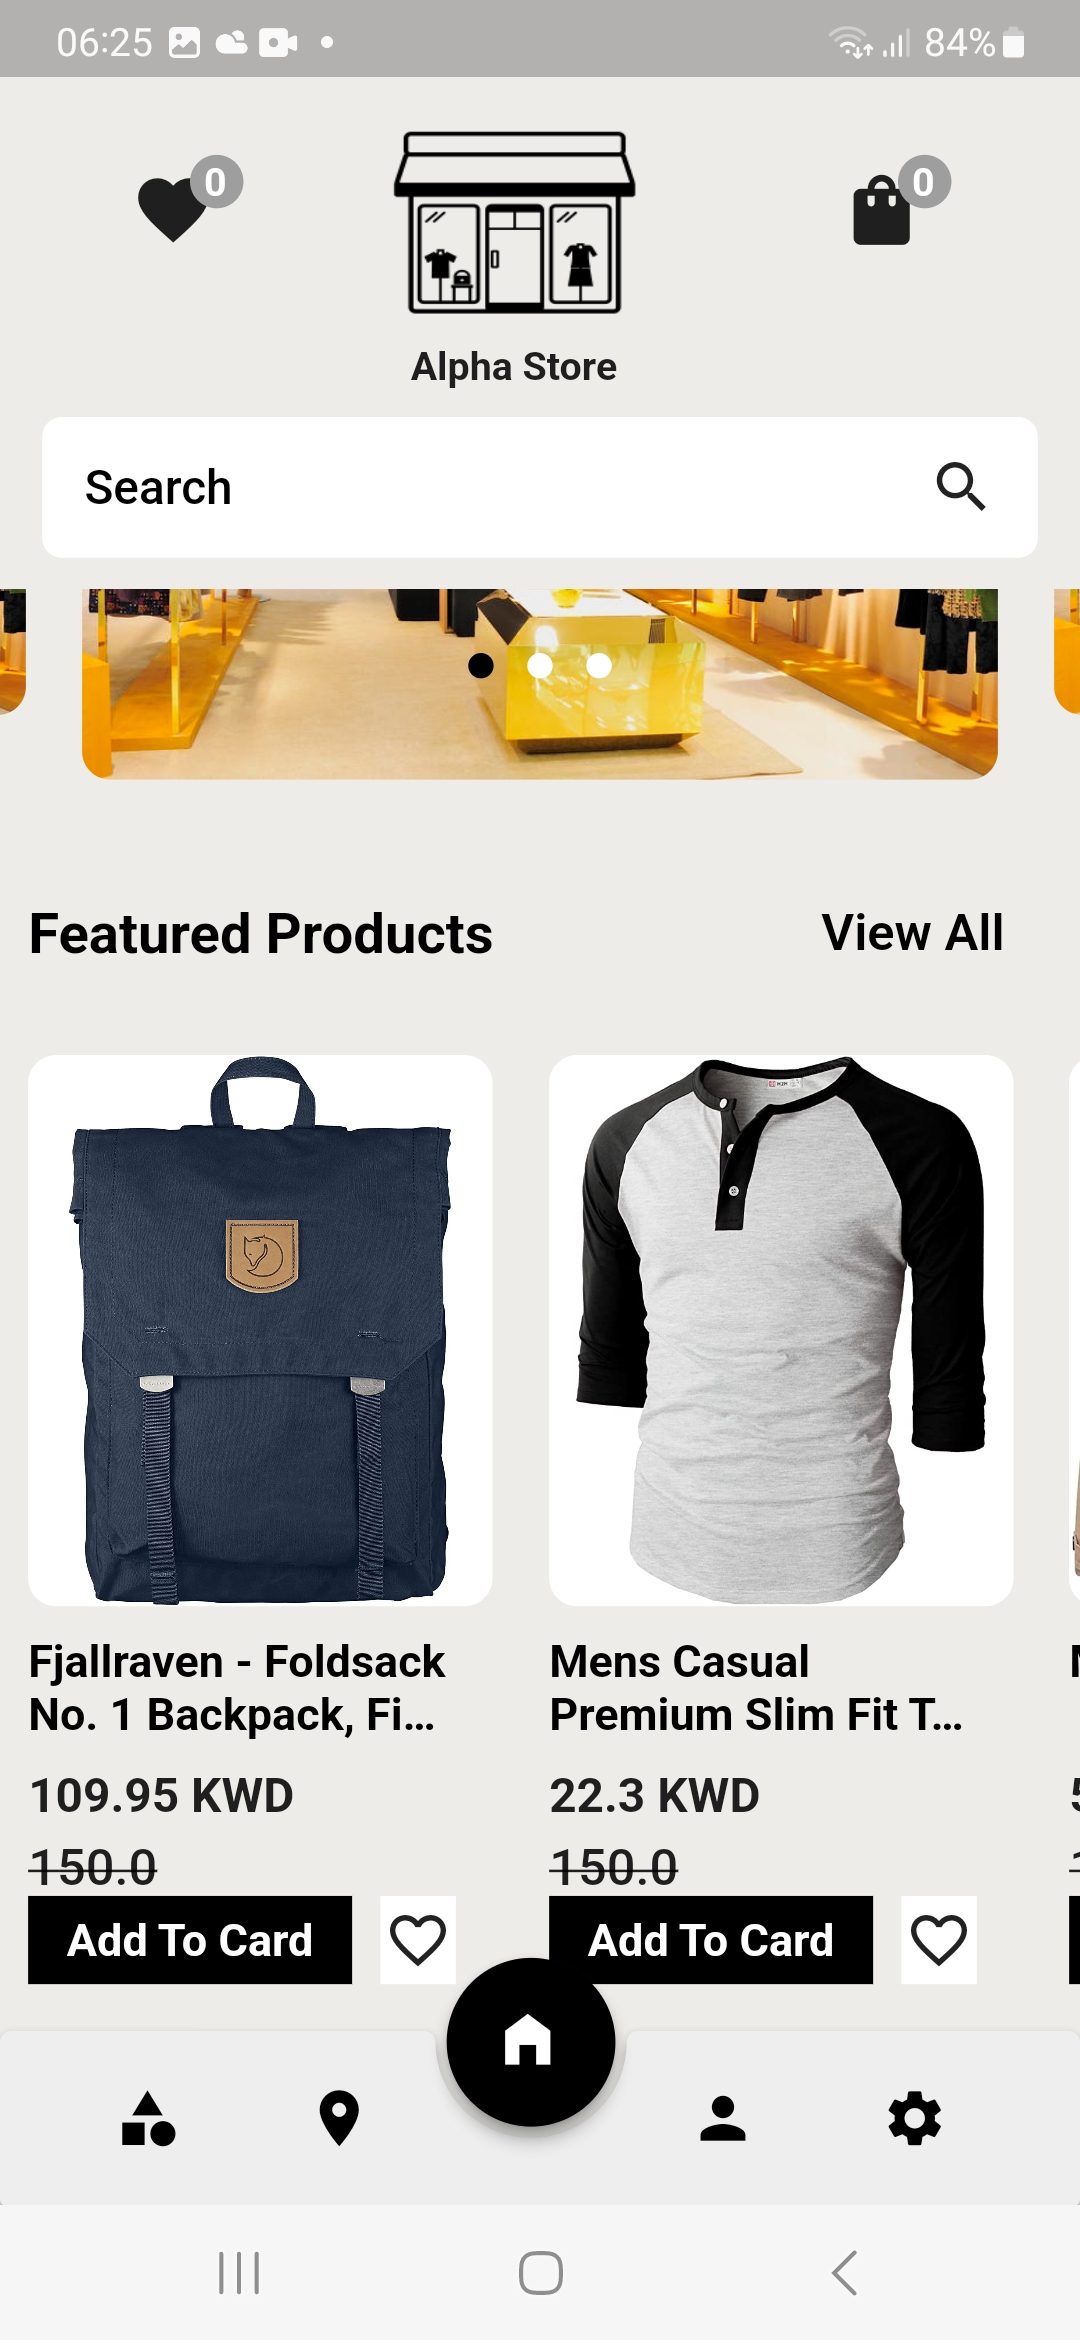 06:25
84%
0
0
Alpha Store
Search
Featured Products
View All
Fjallraven - Foldsack
No. 1 Backpack, Fi...
109.95 KWD
150.0
Add To Card
Mens Casual
Premium Slim Fit T...
22.3 KWD
150.0
Add To Card